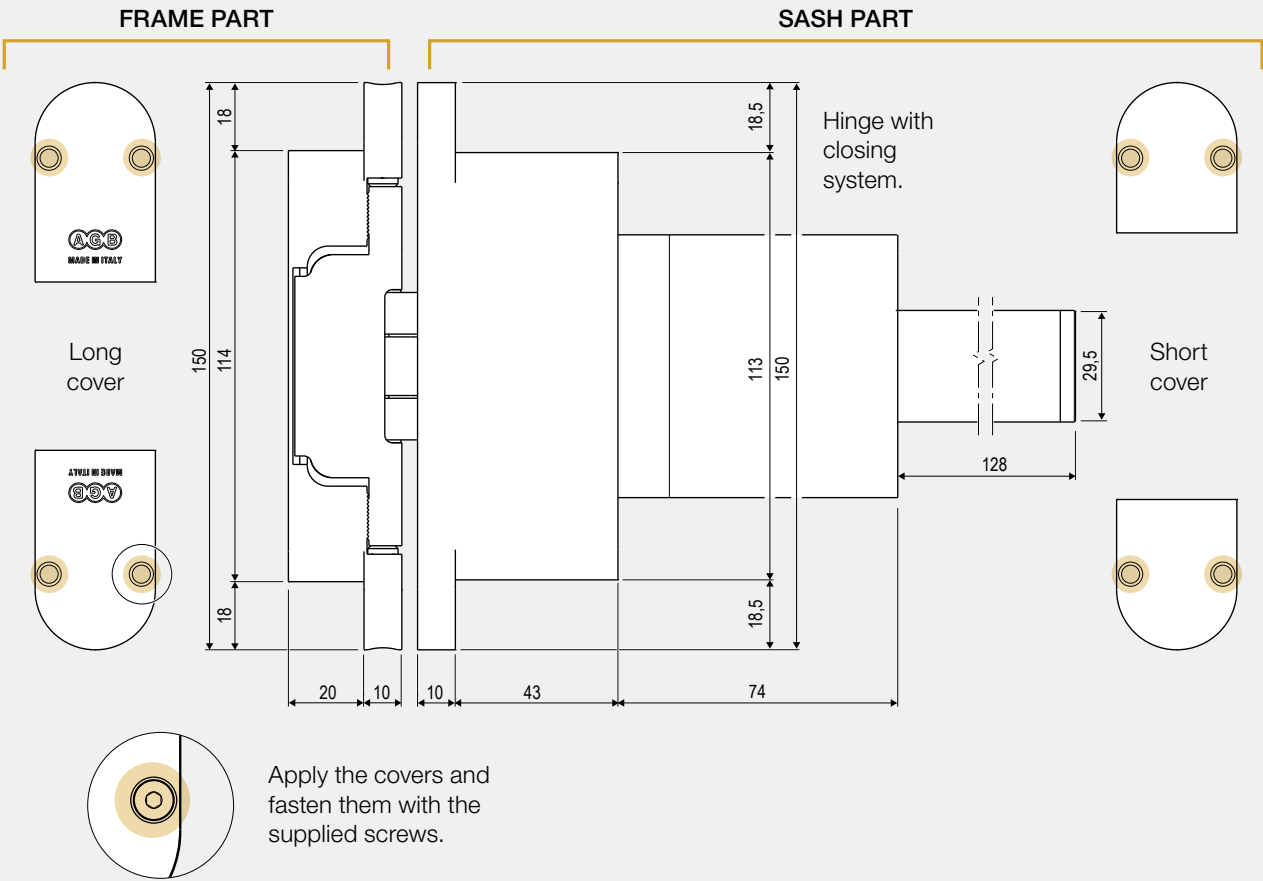 FRAME PART
SASH PART
18
18,5
Hinge with
closing
system.
AGB
MADE IN ITALY
Long
cover
150
114
113
150
29,5
Short
cover
128
MADE IN ITALY
AGB
18
18,5
20
10
10
43
74
Apply the covers and
fasten them with the
supplied screws.